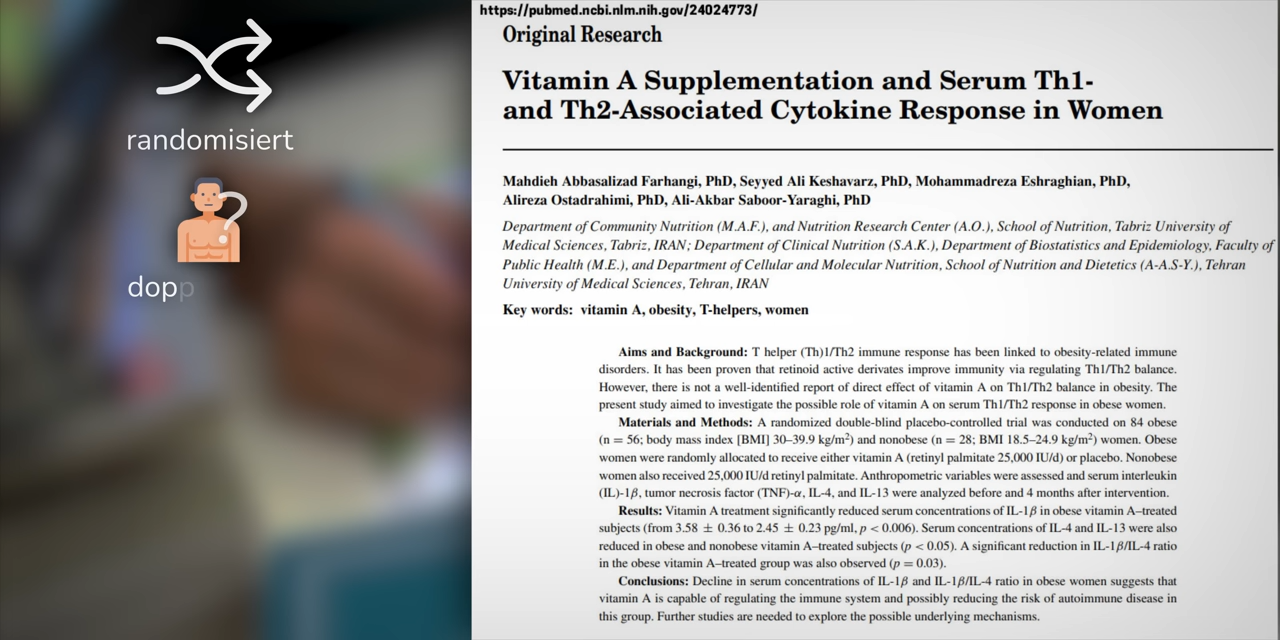 https://pubmed.ncbi.nlm.nih.gov/24024773/
Original Research
Vitamin A Supplementation and Serum Th1-
and Th2-Associated Cytokine Response in Women
Mahdieh Abbasalizad Farhangi, PhD, Seyyed Ali Keshavarz, PhD, Mohammadreza Eshraghian, PhD,
Alireza Ostadrahimi, PhD, Ali-Akbar Saboor-Yaraghi, PhD
Department of Community Nutrition (M.A.F.), and Nutrition Research Center (A.O.), School of Nutrition, Tabriz University of
Medical Sciences, Tabriz, IRAN; Department of Clinical Nutrition (S.A.K.), Department of Biostatistics and Epidemiology, Faculty of
Public Health (M.E.), and Department of Cellular and Molecular Nutrition, School of Nutrition and Dietetics (A-A.S-Y.), Tehran
University of Medical Sciences, Tehran, IRAN
Key words: vitamin A, obesity, T-helpers, women
Aims and Background: T helper (Th)1/Th2 immune response has been linked to obesity-related immune
disorders. It has been proven that retinoid active derivates improve immunity via regulating Th1/Th2 balance.
However, there is not a well-identified report of direct effect of vitamin A on Th1/Th2 balance in obesity. The
present study aimed to investigate the possible role of vitamin A on serum Th1/Th2 response in obese women.
Materials and Methods: A randomized double-blind placebo-controlled trial was conducted on 84 obese
(n = 56; body mass index [BMI] 30–39.9 kg/m²) and nonobese (n = 28; BMI 18.5–24.9 kg/m²) women. Obese
women were randomly allocated to receive either vitamin A (retinyl palmitate 25,000 IU/d) or placebo. Nonobese
women also received 25,000 IU/d retinyl palmitate. Anthropometric variables were assessed and serum interleukin
(IL)-1β, tumor necrosis factor (TNF)-α, IL-4, and IL-13 were analyzed before and 4 months after intervention.
Results: Vitamin A treatment significantly reduced serum concentrations of IL-1β in obese vitamin A–treated
subjects (from 3.58 ± 0.36 to 2.45 ± 0.23 pg/ml, p < 0.006). Serum concentrations of IL-4 and IL-13 were also
reduced in obese and nonobese vitamin A–treated subjects (p < 0.05). A significant reduction in IL-1β/IL-4 ratio
in the obese vitamin A–treated group was also observed (p = 0.03).
Conclusions: Decline in serum concentrations of IL-1β and IL-1β/IL-4 ratio in obese women suggests that
vitamin A is capable of regulating the immune system and possibly reducing the risk of autoimmune disease in
this group. Further studies are needed to explore the possible underlying mechanisms.
randomisiert
?
dopp